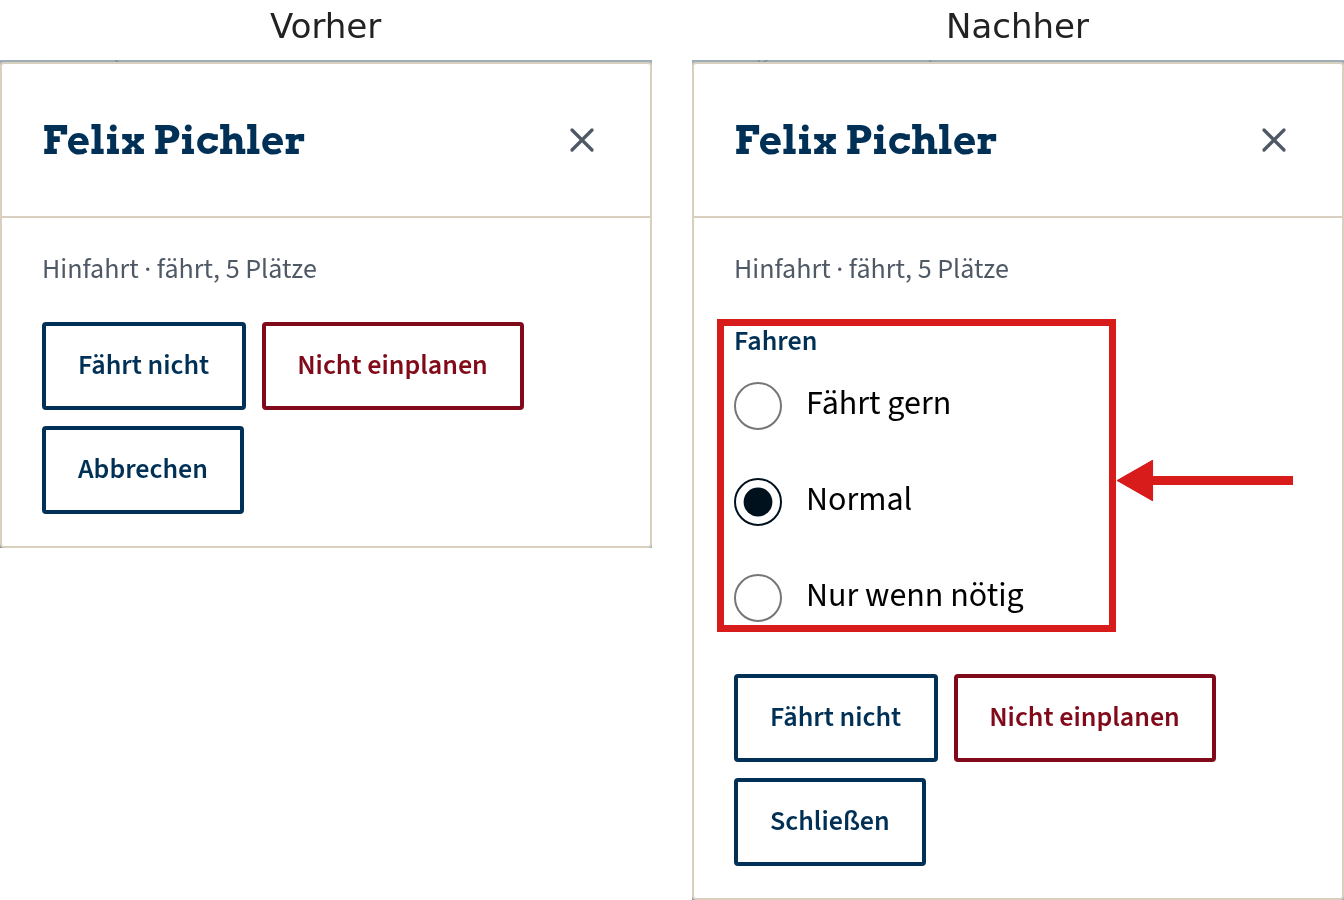 Vorher
Felix Pichler
Hinfahrt · fährt, 5 Plätze
Fährt nicht
Nicht einplanen
Abbrechen
Nachher
Felix Pichler
Hinfahrt · fährt, 5 Plätze
Fahren
Fährt gern
Normal
Nur wenn nötig
Fährt nicht
Nicht einplanen
Schließen